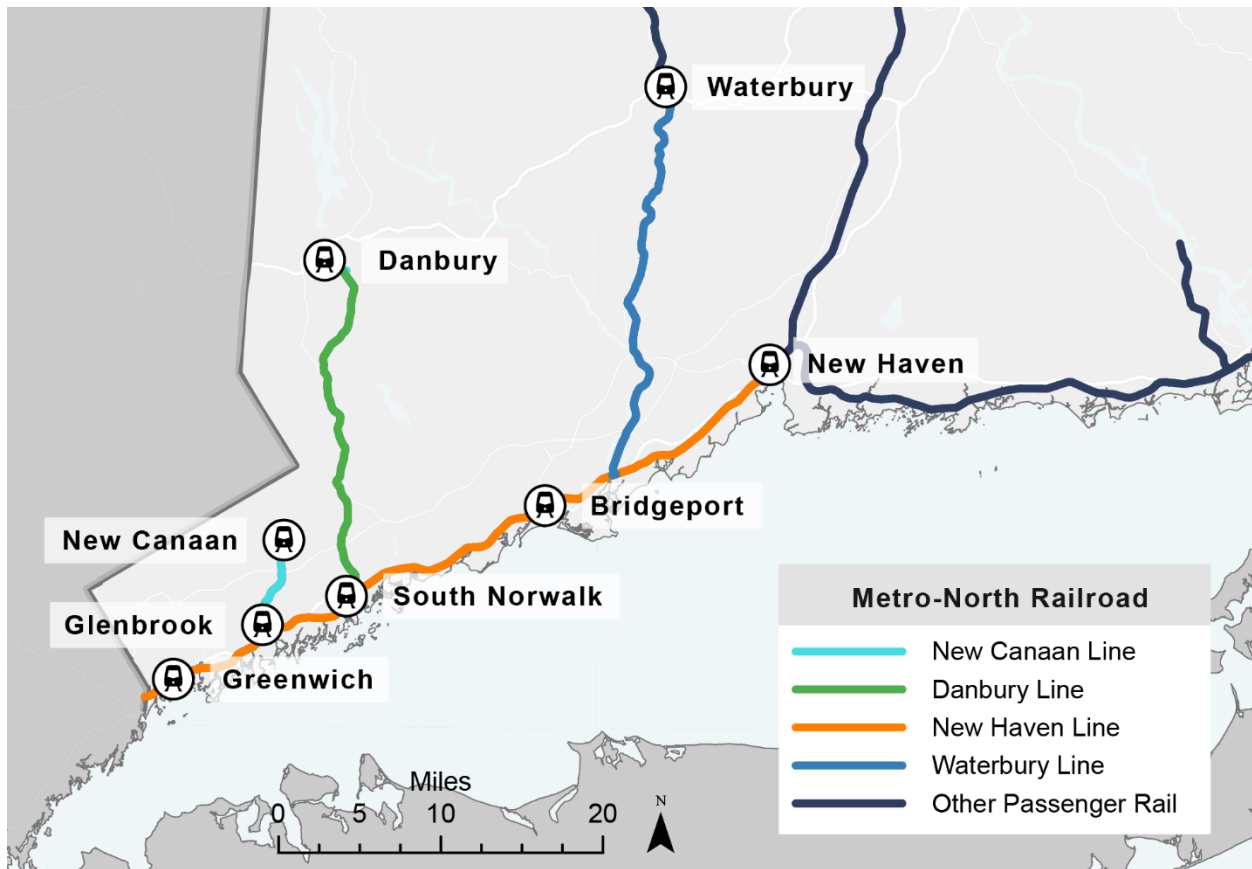 Waterbury
Danbury
New Haven
Bridgeport
New Canaan
South Norwalk
Glenbrook
Greenwich
Metro-North Railroad
New Canaan Line
Danbury Line
New Haven Line
Waterbury Line
Other Passenger Rail
Miles
0 5 10 20
N